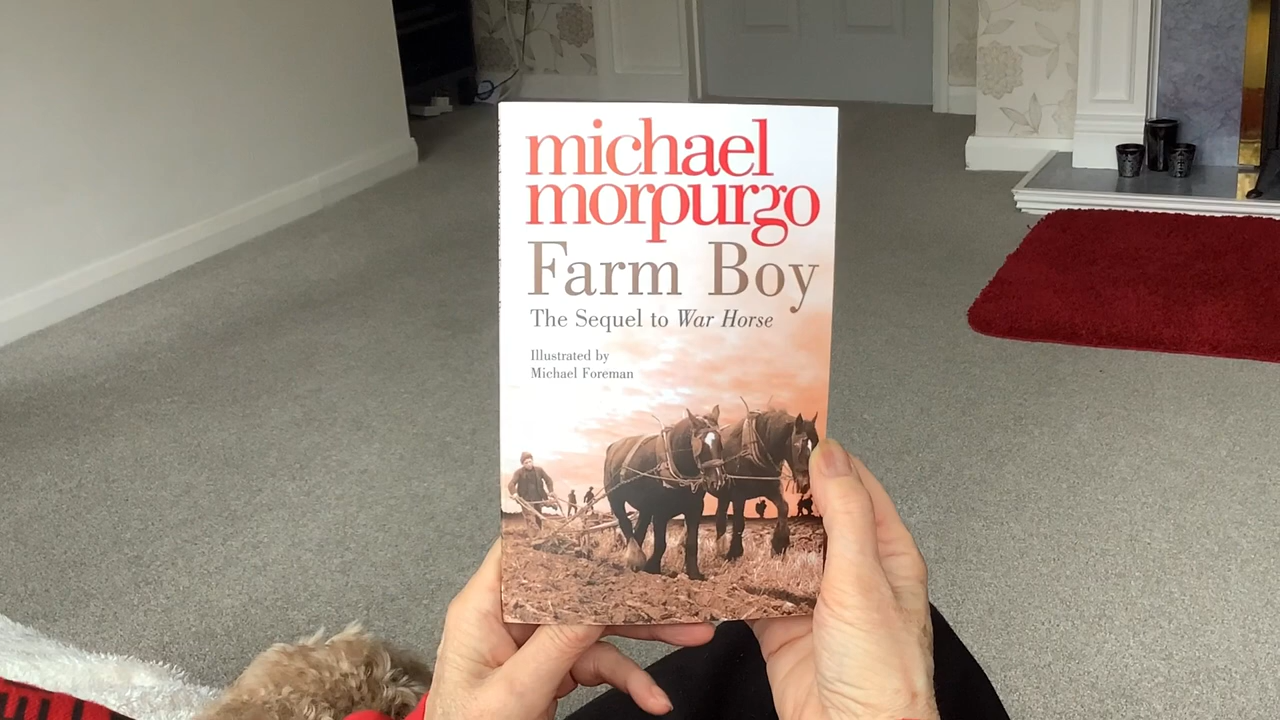 michael
morpurgo
Farm Boy
The Sequel to War Horse
Illustrated by
Michael Foreman